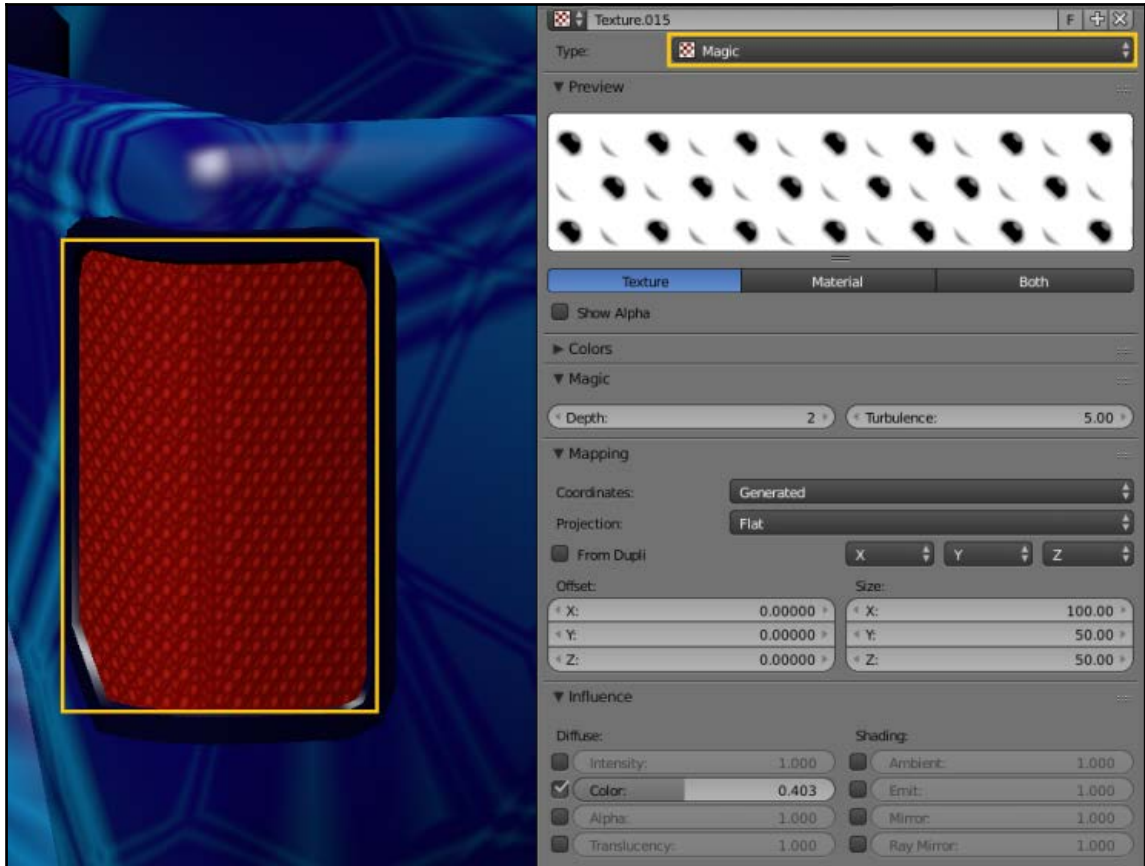 Texture.015 F
Type: Magic
Preview
Texture Material Both
Show Alpha
Colors
Magic
Depth: 2 Turbulence: 5.00
Mapping
Coordinates: Generated
Projection: Flat
From Dupli X Y Z
Offset: Size:
X: 0.00000 X: 100.00
Y: 0.00000 Y: 50.00
Z: 0.00000 Z: 50.00
Influence
Diffuse: Shading:
Intensity: 1.000 Ambient: 1.000
Color: 0.403 Emit: 1.000
Alpha: 1.000 Mirror: 1.000
Translucency: 1.000 Ray Mirror: 1.000